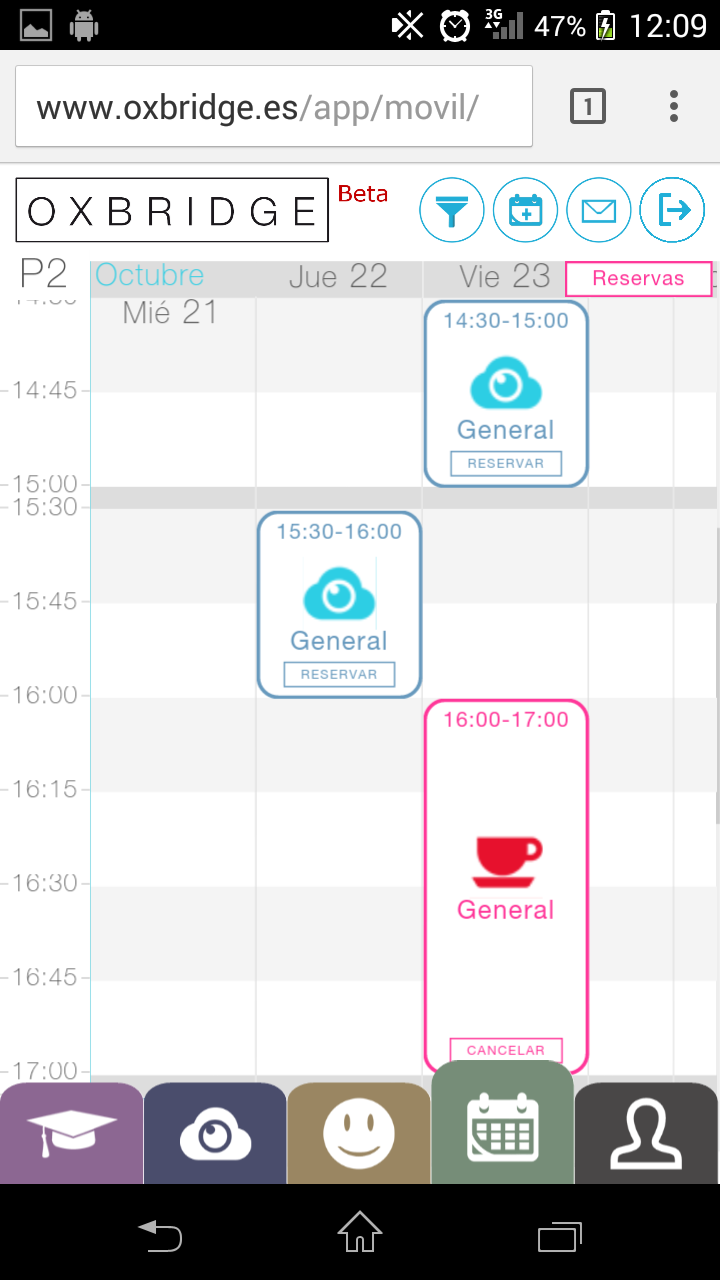 3G 47% 12:09
www.oxbridge.es/app/movil/
1
OXBRIDGE Beta
P2 Octubre Jue 22 Vie 23 Reservas
Mié 21
14:30-15:00
14:45
General
RESERVAR
15:00
15:30
15:30-16:00
15:45
General
RESERVAR
16:00
16:00-17:00
16:15
16:30
General
16:45
CANCELAR
17:00